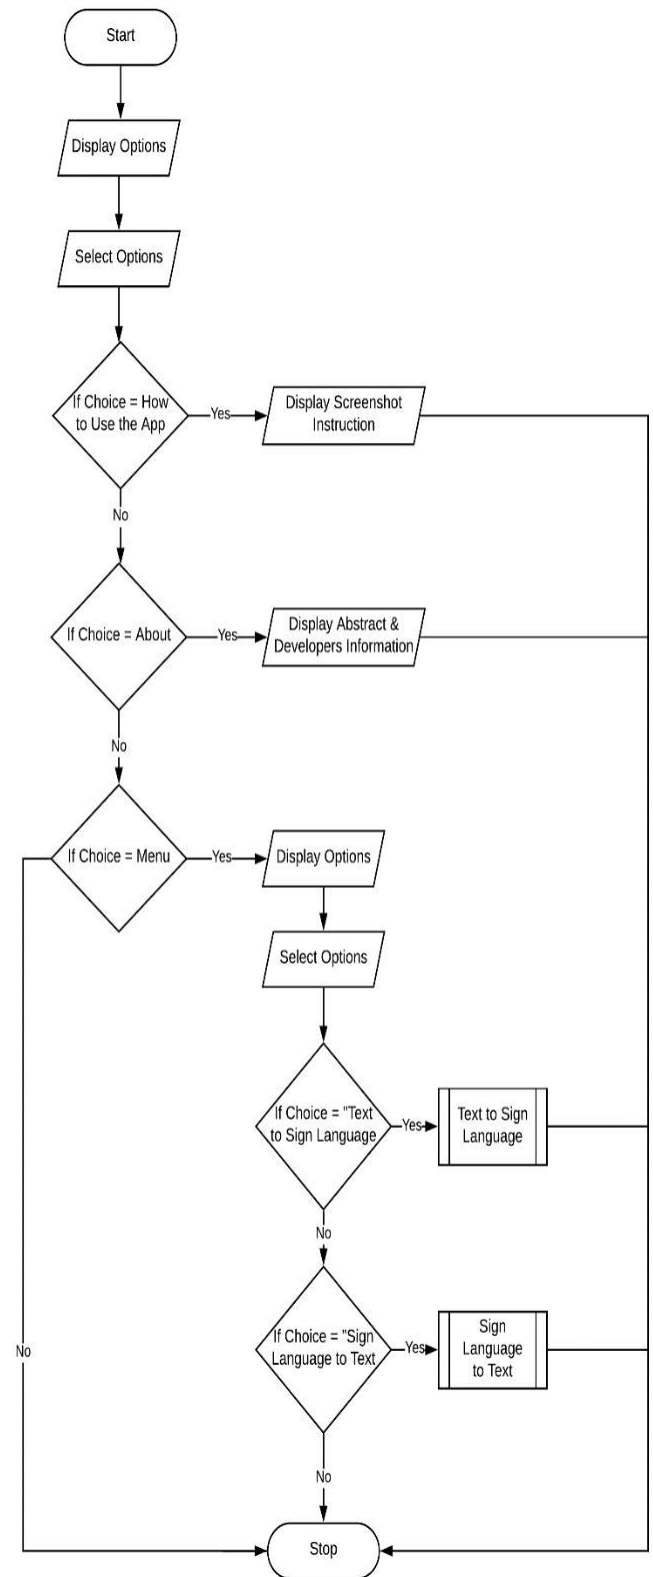 Start
Display Options
Select Options
If Choice = How
to Use the App
Yes
Display Screenshot
Instruction
No
If Choice = About
Yes
Display Abstract &
Developers Information
No
If Choice = Menu
Yes
Display Options
Select Options
If Choice = "Text
to Sign Language
Yes
Text to Sign
Language
No
If Choice = "Sign
Language to Text
Yes
Sign
Language
to Text
No
No
Stop